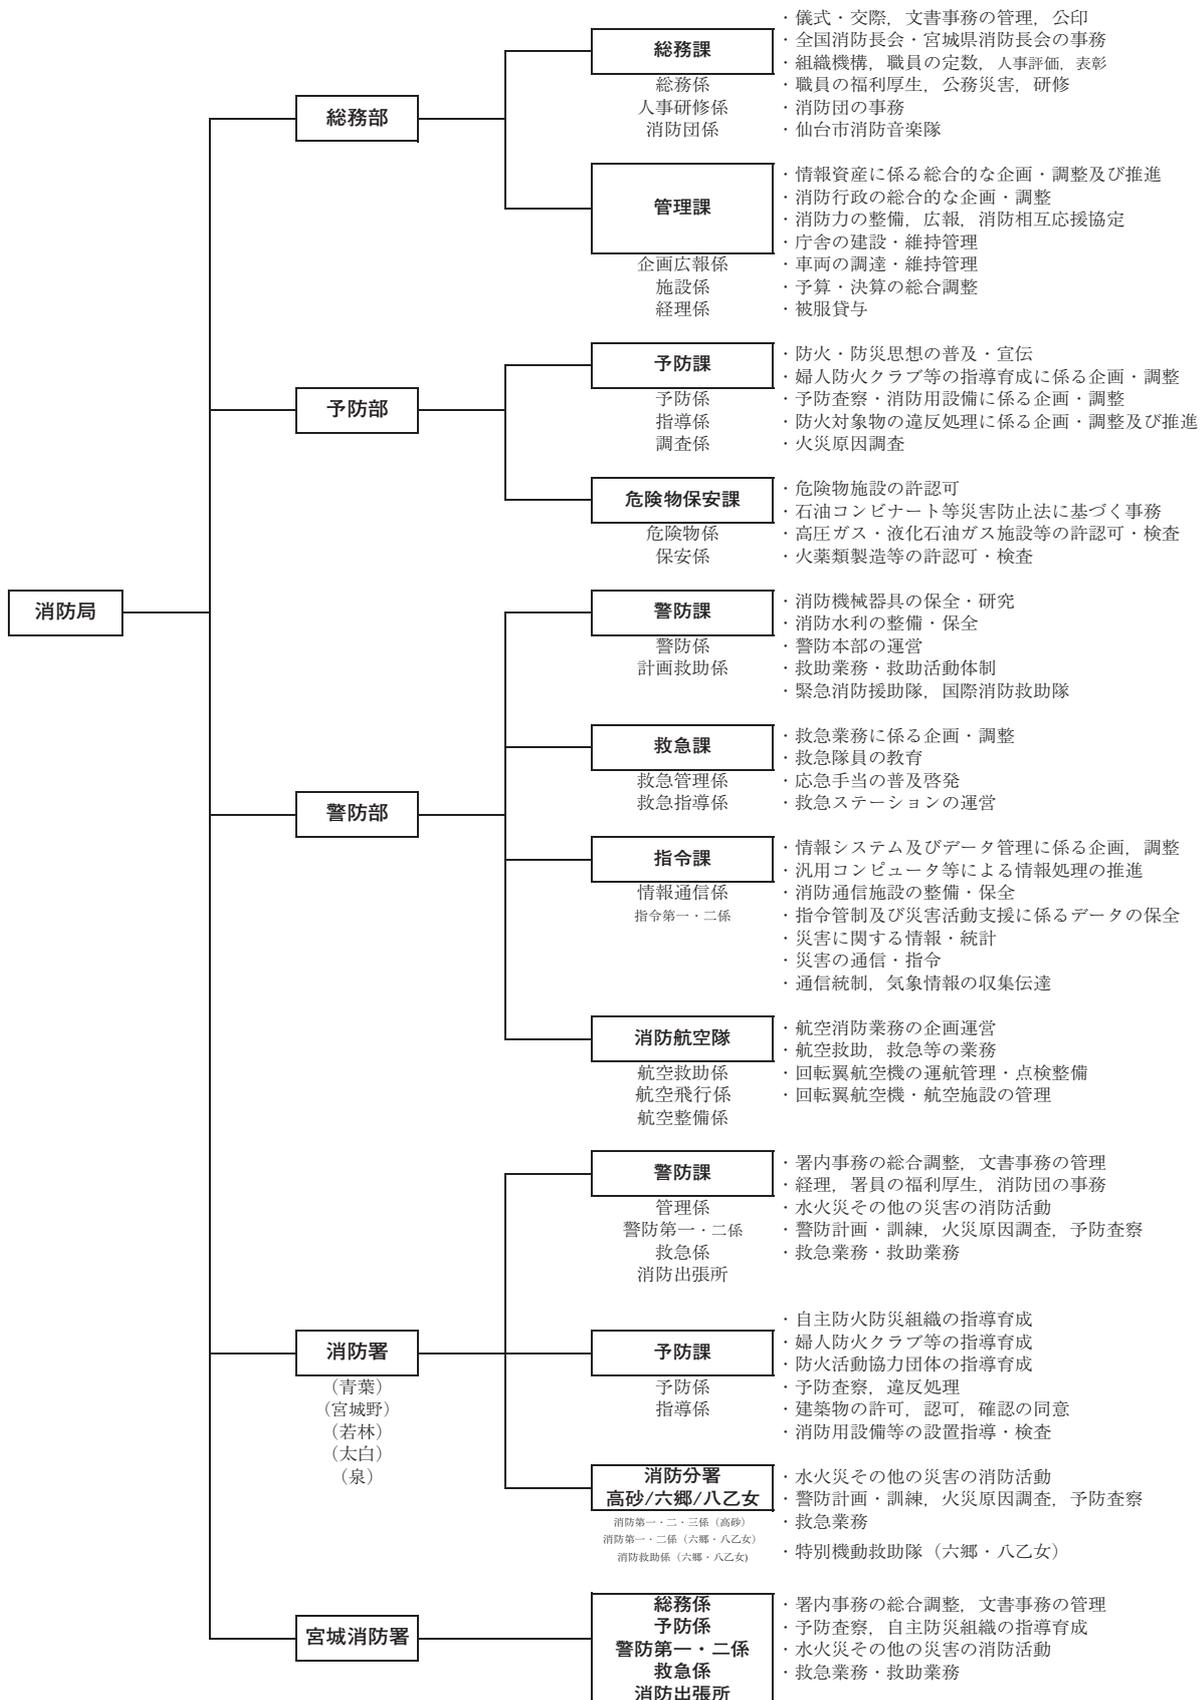 消防局
総務部
総務課
総務係
人事研修係
消防団係
・儀式・交際，文書事務の管理，公印
・全国消防長会・宮城県消防長会の事務
・組織機構，職員の定数，人事評価，表彰
・職員の福利厚生，公務災害，研修
・消防団の事務
・仙台市消防音楽隊
管理課
企画広報係
施設係
経理係
・情報資産に係る総合的な企画・調整及び推進
・消防行政の総合的な企画・調整
・消防力の整備，広報，消防相互応援協定
・庁舎の建設・維持管理
・車両の調達・維持管理
・予算・決算の総合調整
・被服貸与
予防部
予防課
予防係
指導係
調査係
・防火・防災思想の普及・宣伝
・婦人防火クラブ等の指導育成に係る企画・調整
・予防査察・消防用設備に係る企画・調整
・防火対象物の違反処理に係る企画・調整及び推進
・火災原因調査
危険物保安課
危険物係
保安係
・危険物施設の許認可
・石油コンビナート等災害防止法に基づく事務
・高圧ガス・液化石油ガス施設等の許認可・検査
・火薬類製造等の許認可・検査
警防部
警防課
警防係
計画救助係
・消防機械器具の保全・研究
・消防水利の整備・保全
・警防本部の運営
・救助業務・救助活動体制
・緊急消防援助隊，国際消防救助隊
救急課
救急管理係
救急指導係
・救急業務に係る企画・調整
・救急隊員の教育
・応急手当の普及啓発
・救急ステーションの運営
指令課
情報通信係
指令第一・二係
・情報システム及びデータ管理に係る企画，調整
・汎用コンピュータ等による情報処理の推進
・消防通信施設の整備・保全
・指令管制及び災害活動支援に係るデータの保全
・災害に関する情報・統計
・災害の通信・指令
・通信統制，気象情報の収集伝達
消防航空隊
航空救助係
航空飛行係
航空整備係
・航空消防業務の企画運営
・航空救助，救急等の業務
・回転翼航空機の運航管理・点検整備
・回転翼航空機・航空施設の管理
消防署
（青葉）
（宮城野）
（若林）
（太白）
（泉）
警防課
管理係
警防第一・二係
救急係
消防出張所
・署内事務の総合調整，文書事務の管理
・経理，署員の福利厚生，消防団の事務
・水火災その他の災害の消防活動
・警防計画・訓練，火災原因調査，予防査察
・救急業務・救助業務
予防課
予防係
指導係
・自主防火防災組織の指導育成
・婦人防火クラブ等の指導育成
・防火活動協力団体の指導育成
・予防査察，違反処理
・建築物の許可，認可，確認の同意
・消防用設備等の設置指導・検査
消防分署
高砂/六郷/八乙女
消防第一・二・三係（高砂）
消防第一・二係（六郷・八乙女）
消防救助係（六郷・八乙女）
・水火災その他の災害の消防活動
・警防計画・訓練，火災原因調査，予防査察
・救急業務
・特別機動救助隊（六郷・八乙女）
宮城消防署
総務係
予防係
警防第一・二係
救急係
消防出張所
・署内事務の総合調整，文書事務の管理
・予防査察，自主防災組織の指導育成
・水火災その他の災害の消防活動
・救急業務・救助業務